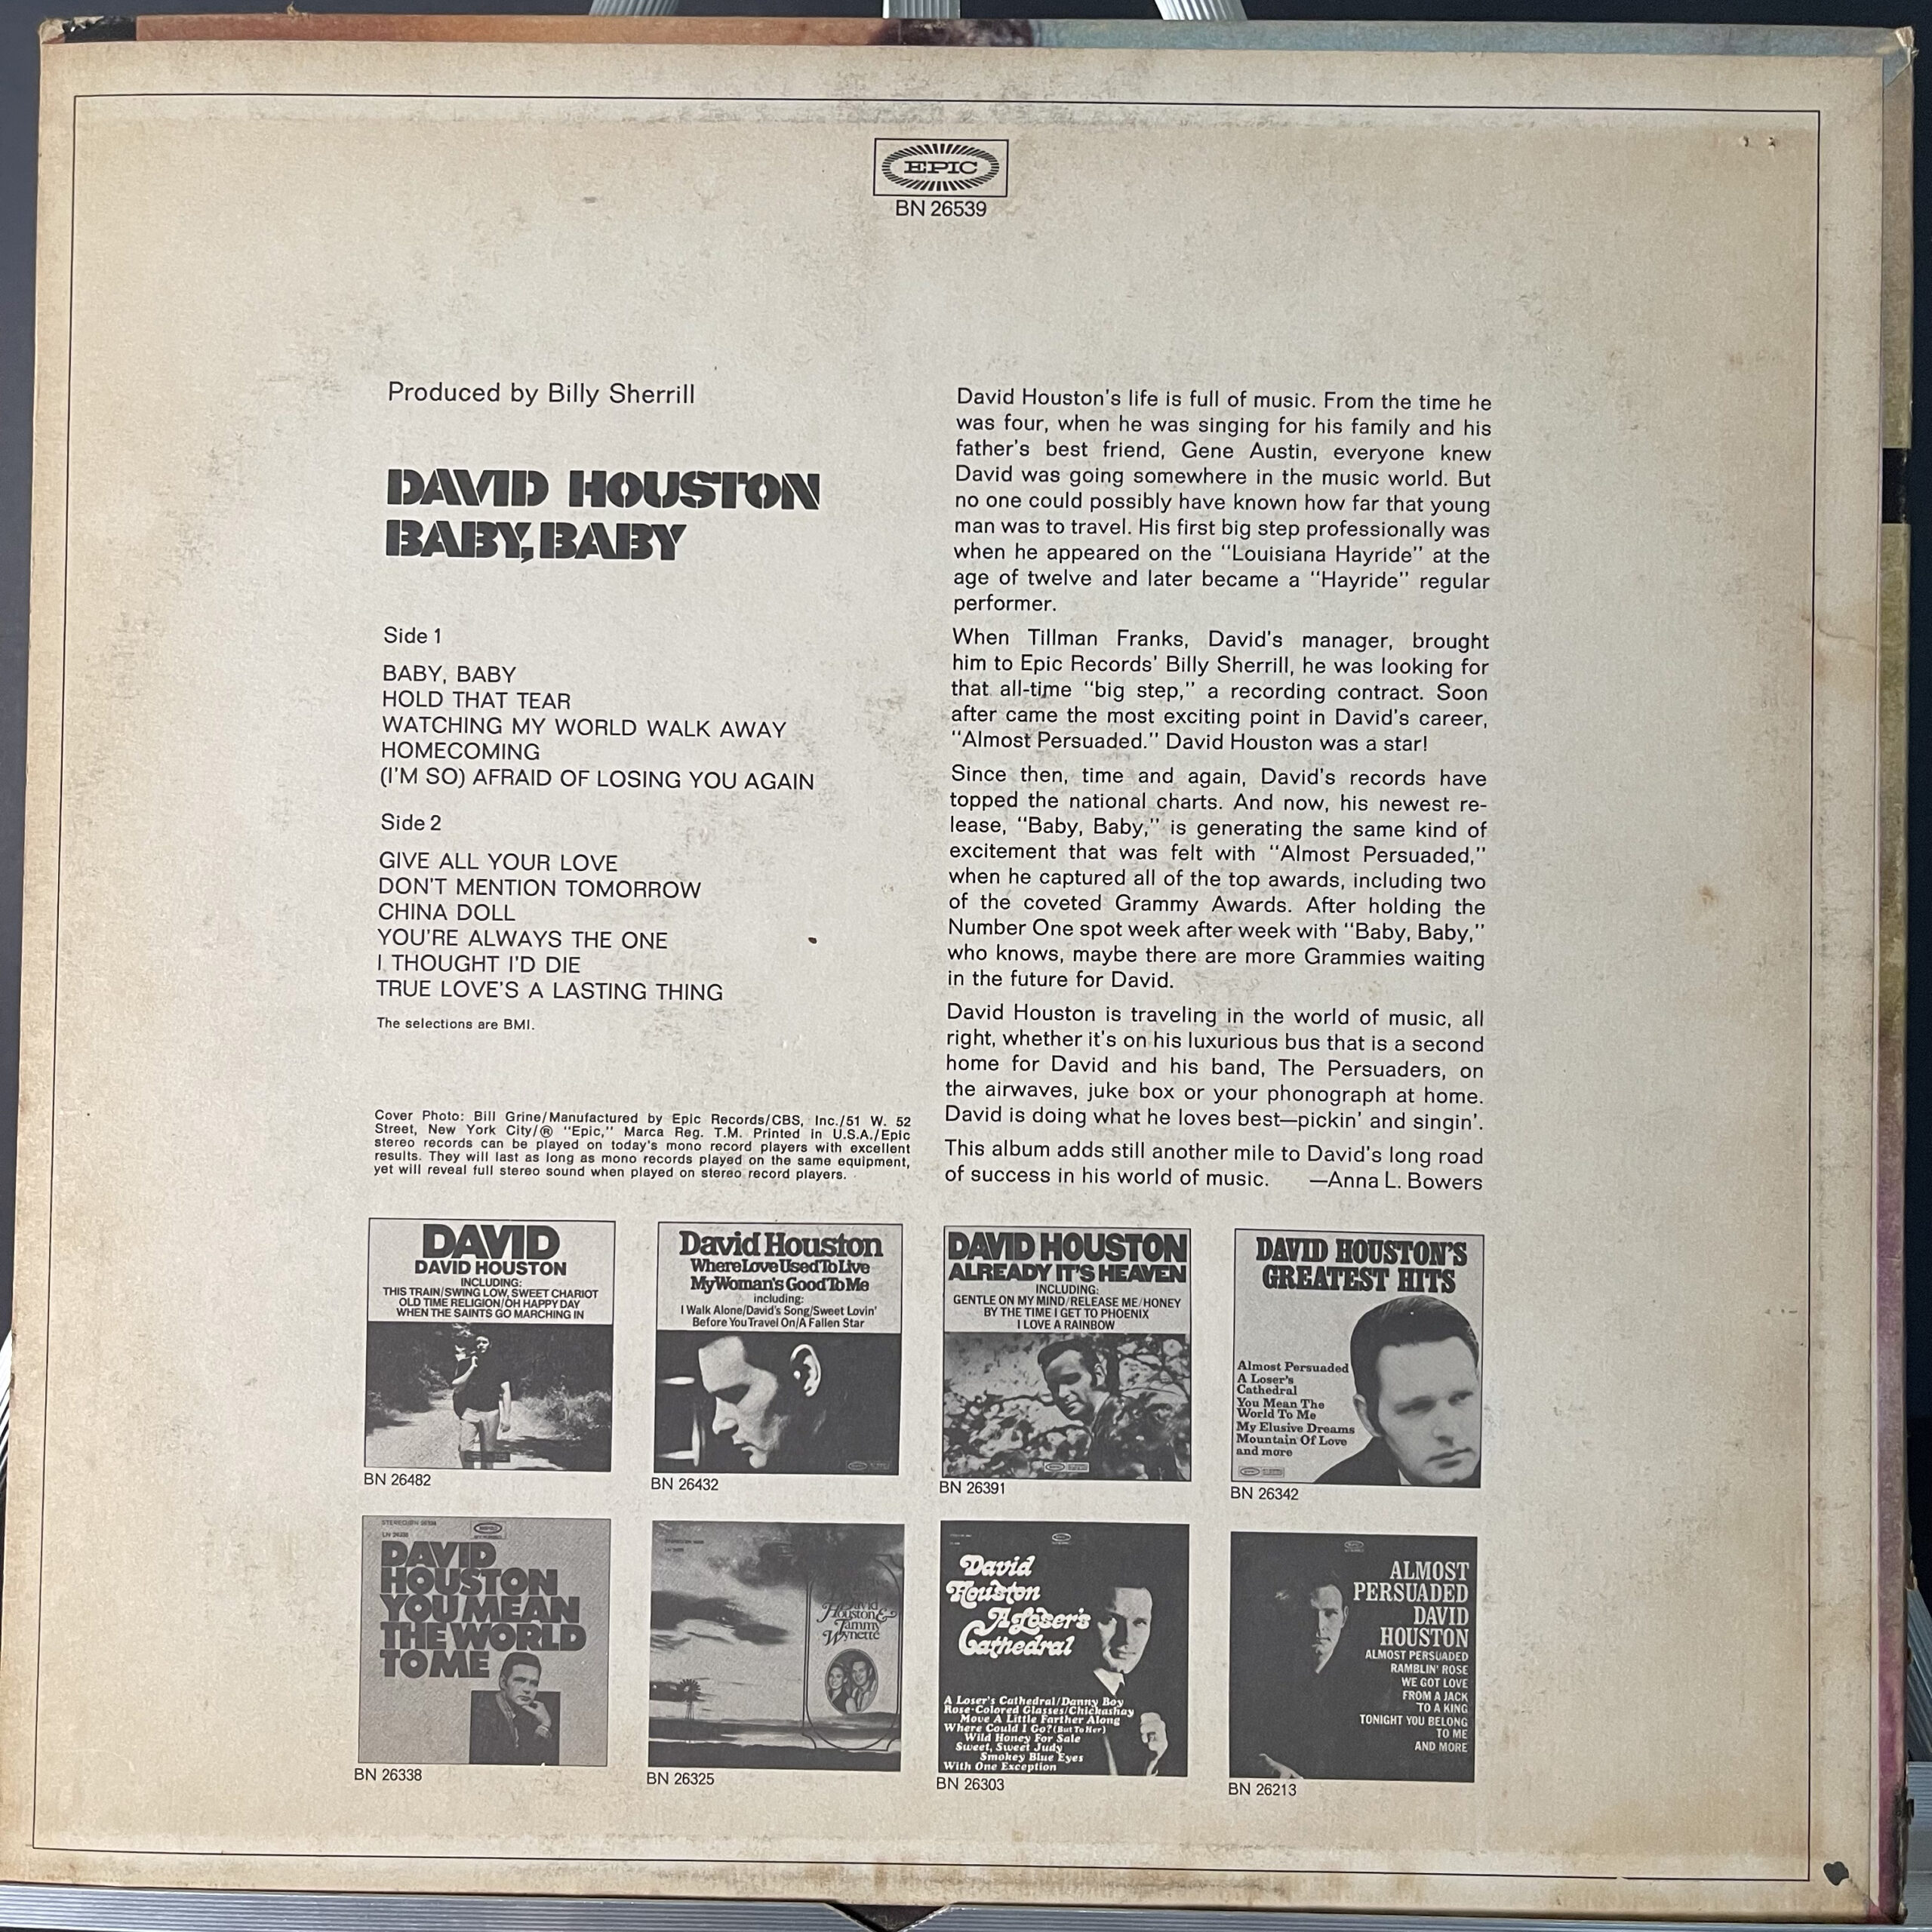 EPIC
BN 26539
Produced by Billy Sherrill
DAVID HOUSTON
BABY, BABY
Side 1
BABY, BABY
HOLD THAT TEAR
WATCHING MY WORLD WALK AWAY
HOMECOMING
(I'M SO) AFRAID OF LOSING YOU AGAIN
Side 2
GIVE ALL YOUR LOVE
DON'T MENTION TOMORROW
CHINA DOLL
YOU'RE ALWAYS THE ONE
I THOUGHT I'D DIE
TRUE LOVE'S A LASTING THING
The selections are BMI.
Cover Photo: Bill Grine/Manufactured by Epic Records/CBS, Inc./51 W. 52
Street, New York City/® "Epic," Marca Reg. T.M. Printed in U.S.A./Epic
stereo records can be played on today's mono record players with excellent
results. They will last as long as mono records played on the same equipment,
yet will reveal full stereo sound when played on stereo record players.
David Houston's life is full of music. From the time he
was four, when he was singing for his family and his
father's best friend, Gene Austin, everyone knew
David was going somewhere in the music world. But
no one could possibly have known how far that young
man was to travel. His first big step professionally was
when he appeared on the "Louisiana Hayride" at the
age of twelve and later became a "Hayride" regular
performer.
When Tillman Franks, David's manager, brought
him to Epic Records' Billy Sherrill, he was looking for
that all-time "big step," a recording contract. Soon
after came the most exciting point in David's career,
"Almost Persuaded." David Houston was a star!
Since then, time and again, David's records have
topped the national charts. And now, his newest re-
lease, "Baby, Baby," is generating the same kind of
excitement that was felt with "Almost Persuaded,"
when he captured all of the top awards, including two
of the coveted Grammy Awards. After holding the
Number One spot week after week with "Baby, Baby,"
who knows, maybe there are more Grammies waiting
in the future for David.
David Houston is traveling in the world of music, all
right, whether it's on his luxurious bus that is a second
home for David and his band, The Persuaders, on
the airwaves, juke box or your phonograph at home.
David is doing what he loves best—pickin' and singin'.
This album adds still another mile to David's long road
of success in his world of music. —Anna L. Bowers
DAVID
DAVID HOUSTON
INCLUDING:
THIS TRAIN/SWING LOW, SWEET CHARIOT
OLD TIME RELIGION/OH HAPPY DAY
WHEN THE SAINTS GO MARCHING IN
BN 26482
David Houston
Where Love Used To Live
My Woman's Good To Me
including:
I Walk Alone/David's Song/Sweet Lovin'
Before You Travel On/A Fallen Star
BN 26432
DAVID HOUSTON
ALREADY IT'S HEAVEN
INCLUDING:
GENTLE ON MY MIND/RELEASE ME/HONEY
BY THE TIME I GET TO PHOENIX
I LOVE A RAINBOW
BN 26391
DAVID HOUSTON'S
GREATEST HITS
Almost Persuaded
A Loser's
Cathedral
You Mean The
World To Me
My Elusive Dreams
Mountain Of Love
and more
BN 26342
DAVID
HOUSTON
YOU MEAN
THE WORLD
TO ME
BN 26338
David
Houston &
Tammy
Wynette
BN 26325
David
Houston
A Loser's
Cathedral
A Loser's Cathedral/Danny Boy
Rose-Colored Glasses/Chickashay
Move A Little Farther Along
Where Could I Go? (But To Her)
Wild Honey For Sale
Sweet, Sweet Judy
Smokey Blue Eyes
With One Exception
BN 26303
ALMOST
PERSUADED
DAVID
HOUSTON
ALMOST PERSUADED
RAMBLIN' ROSE
WE GOT LOVE
FROM A JACK
TO A KING
TONIGHT YOU BELONG
TO ME
AND MORE
BN 26213